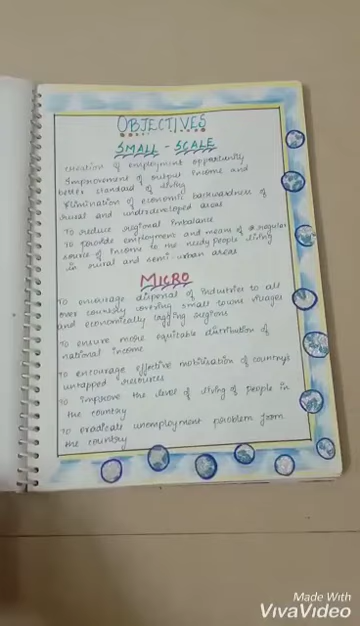 OBJECTIVES
SMALL - SCALE
creation of employment opportunity
Improvement of output income and
better standard of living
Elimination of economic backwardness of
rural and underdeveloped areas
To reduce regional imbalance
To provide employment and means of regular
source of Income to the needy people living
in rural and semi-urban areas
MICRO
To encourage dispersal of industries to all
over country covering small towns villages
and economically lagging regions
To ensure more equitable distribution of
national income
To encourage effective mobilisation of country's
untapped resources
To improve the level of living of people in
the country
To eradicate unemployment problem form
the country
Made With
VivaVideo